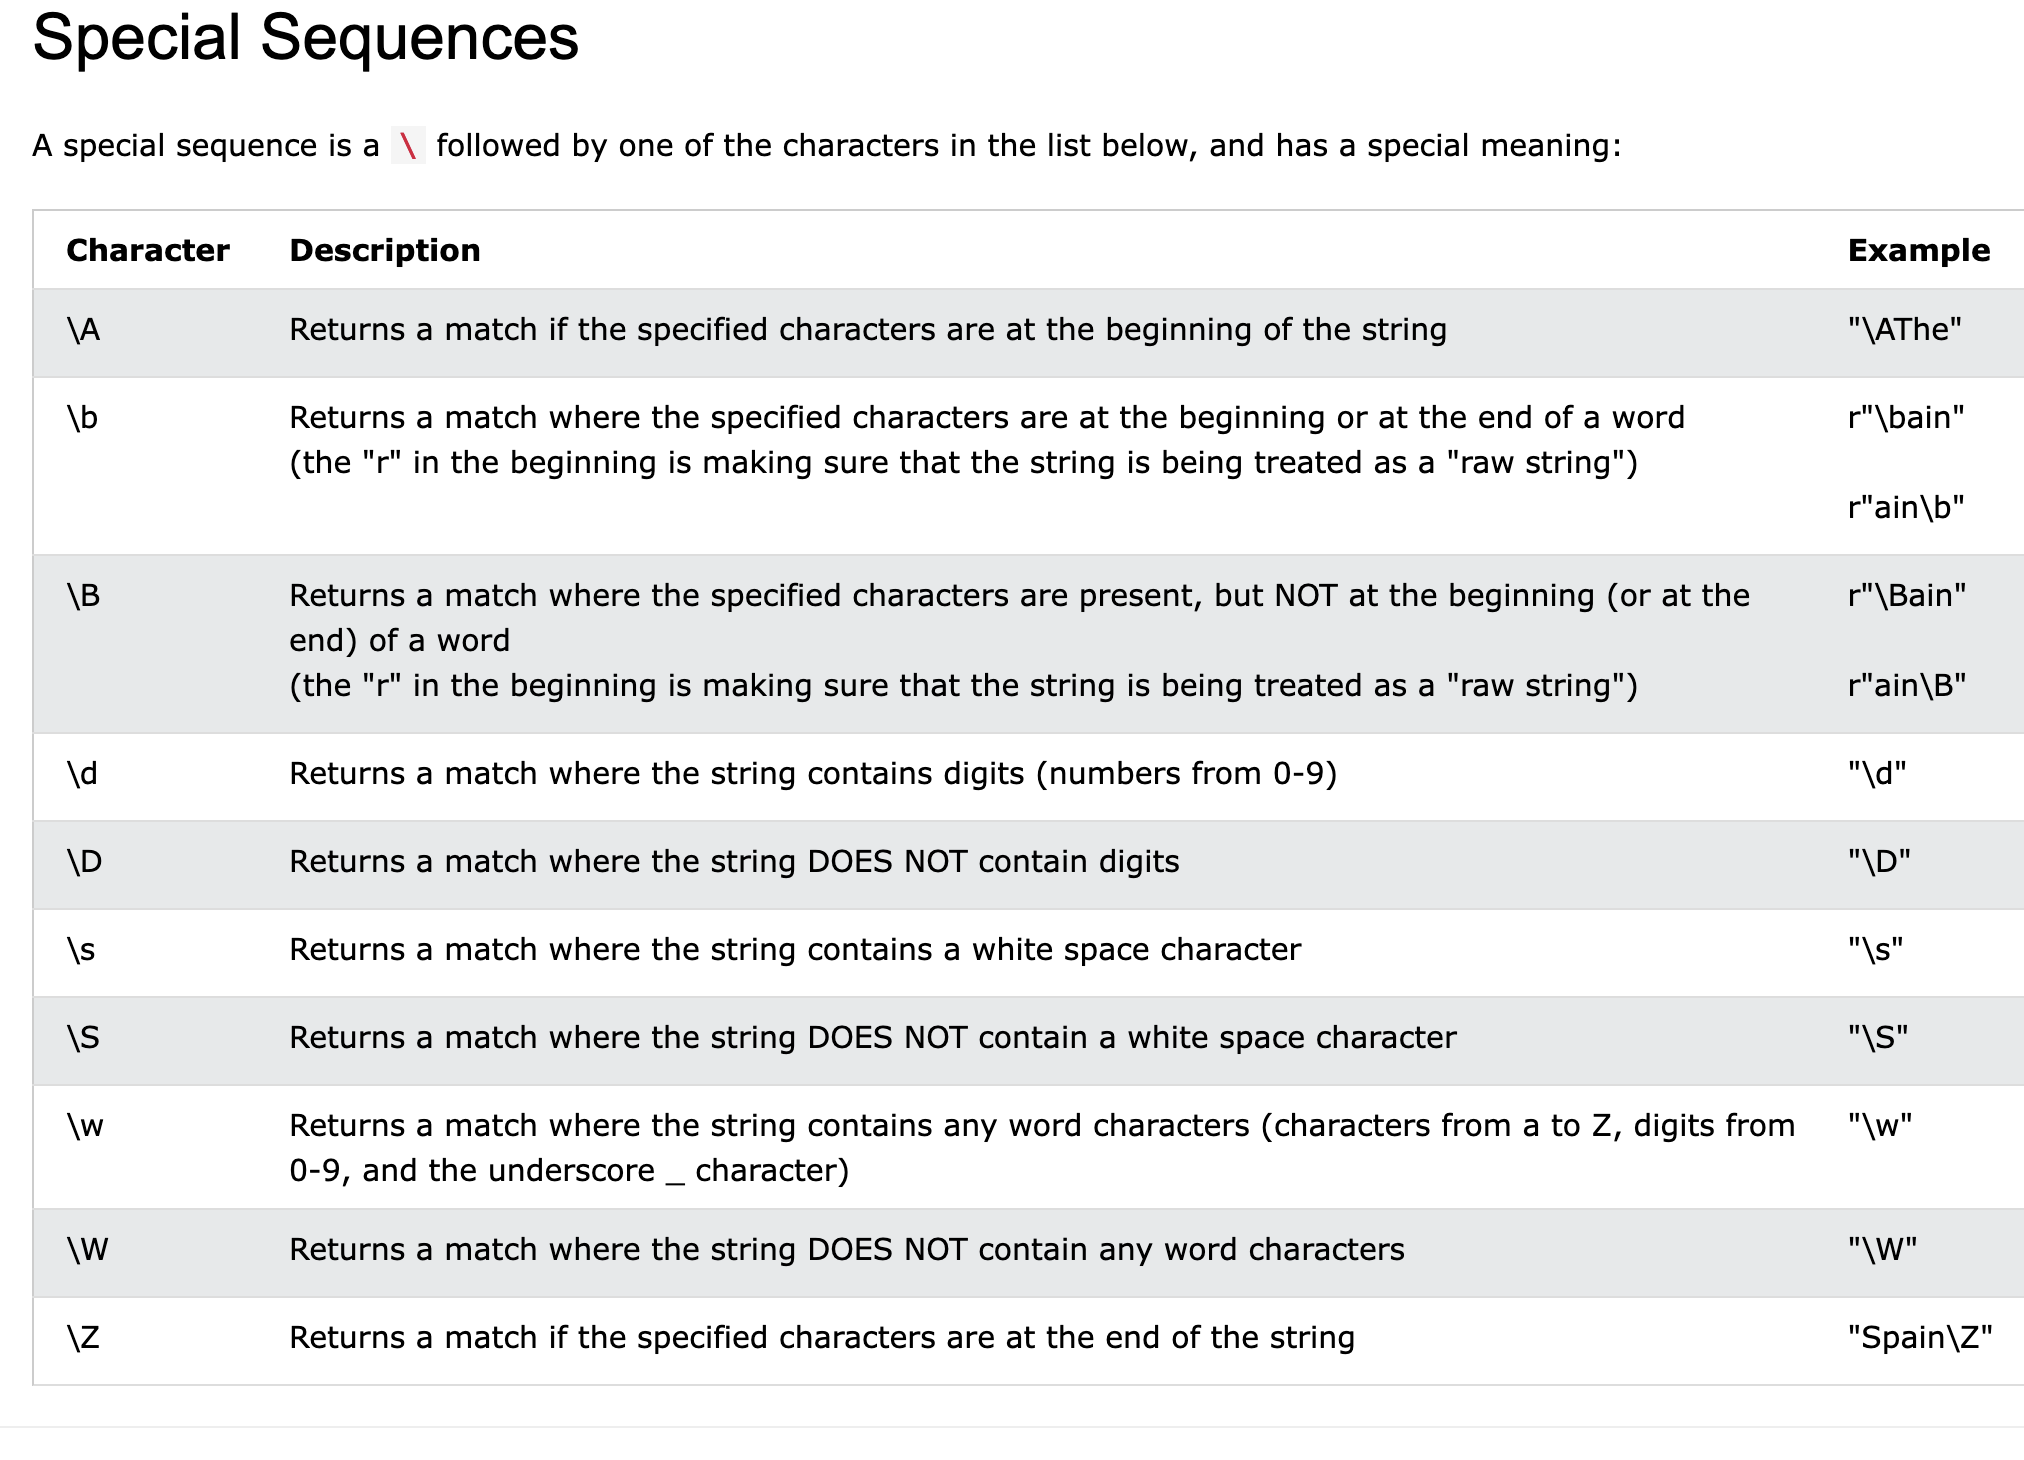 Special Sequences
A special sequence is a \ followed by one of the characters in the list below, and has a special meaning:
Character Description Example
\A Returns a match if the specified characters are at the beginning of the string "\AThe"
\b Returns a match where the specified characters are at the beginning or at the end of a word r"\bain"
(the "r" in the beginning is making sure that the string is being treated as a "raw string")
r"ain\b"
\B Returns a match where the specified characters are present, but NOT at the beginning (or at the r"\Bain"
end) of a word
(the "r" in the beginning is making sure that the string is being treated as a "raw string") r"ain\B"
\d Returns a match where the string contains digits (numbers from 0-9) "\d"
\D Returns a match where the string DOES NOT contain digits "\D"
\s Returns a match where the string contains a white space character "\s"
\S Returns a match where the string DOES NOT contain a white space character "\S"
\w Returns a match where the string contains any word characters (characters from a to Z, digits from "\w"
0-9, and the underscore _ character)
\W Returns a match where the string DOES NOT contain any word characters "\W"
\Z Returns a match if the specified characters are at the end of the string "Spain\Z"